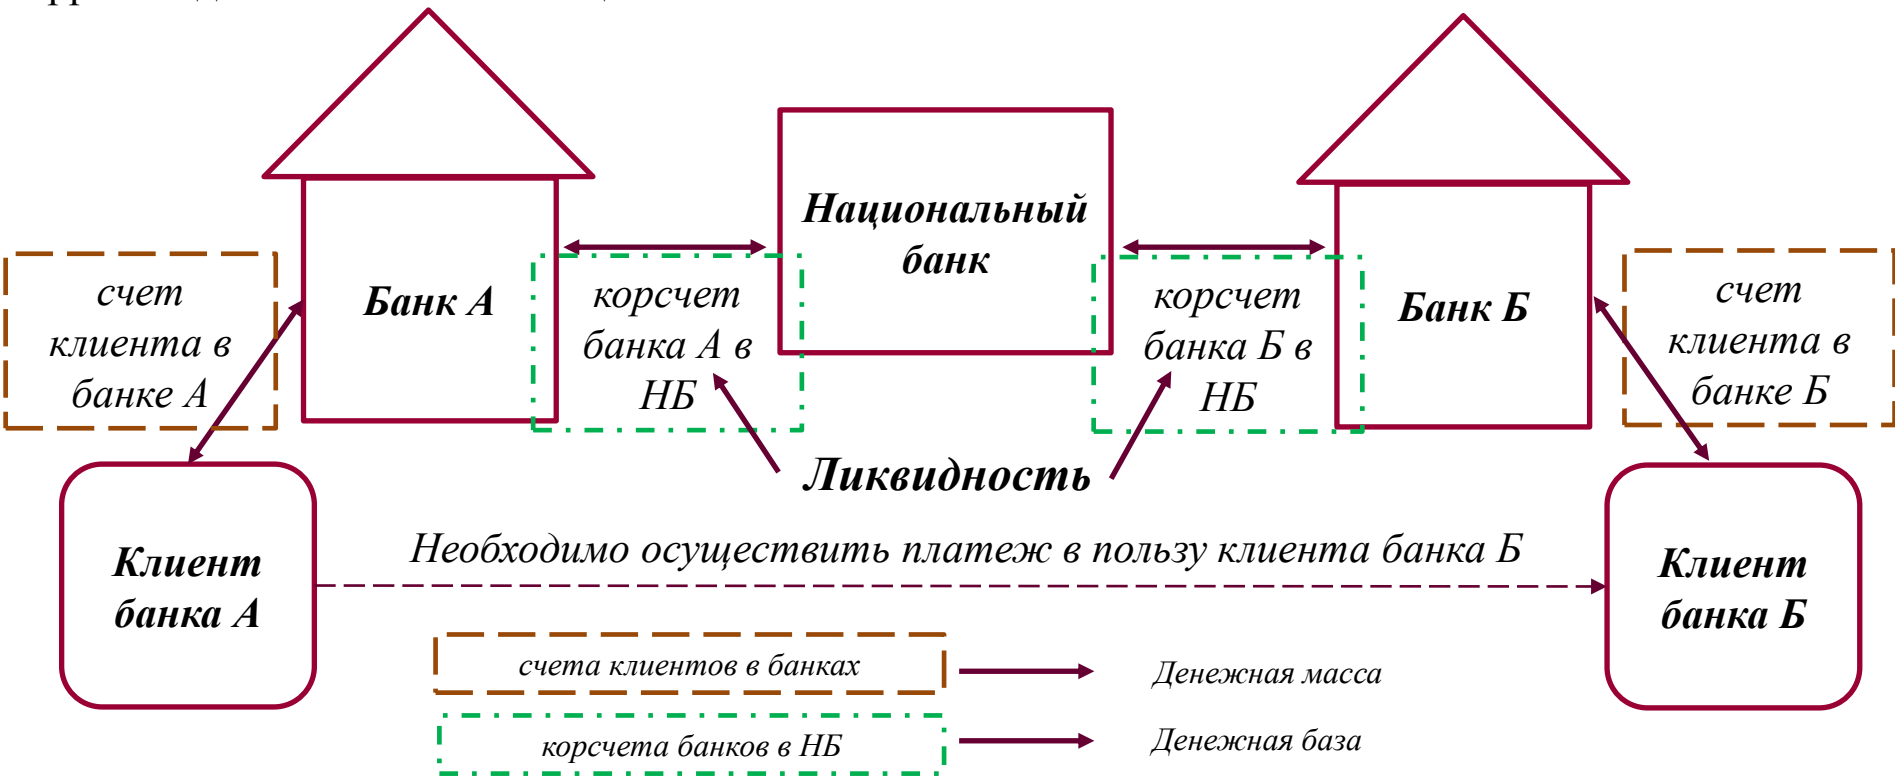 Национальный
банк
счет
клиента в
банке А
Банк А
корсчет
банка А в
НБ
корсчет
банка Б в
НБ
Банк Б
счет
клиента в
банке Б
Ликвидность
Необходимо осуществить платеж в пользу клиента банка Б
Клиент
банка А
Клиент
банка Б
счета клиентов в банках
Денежная масса
корсчета банков в НБ
Денежная база